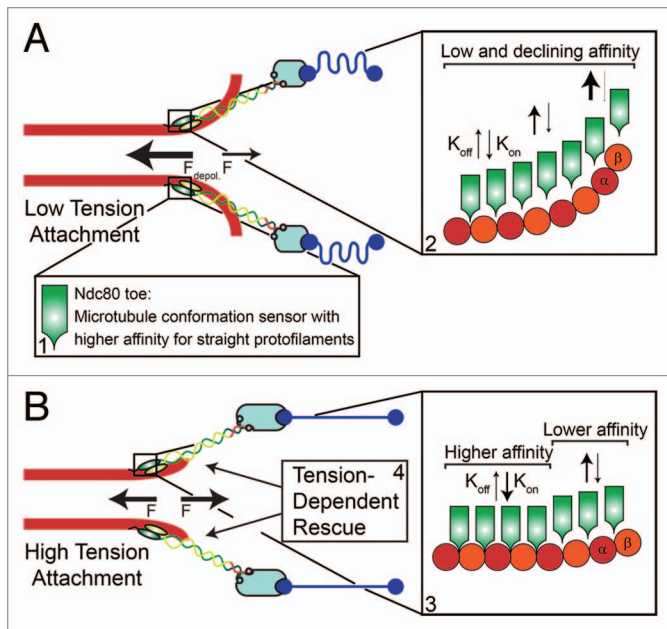 A
Low and declining affinity
K off K on
β
α
F depol. F
Low Tension
Attachment
2
Ndc80 toe:
Microtubule conformation sensor with
higher affinity for straight protofilaments
1
B
Lower affinity
Higher affinity
K off K on
4
Tension-
Dependent
Rescue
F F
High Tension
Attachment
α β
3